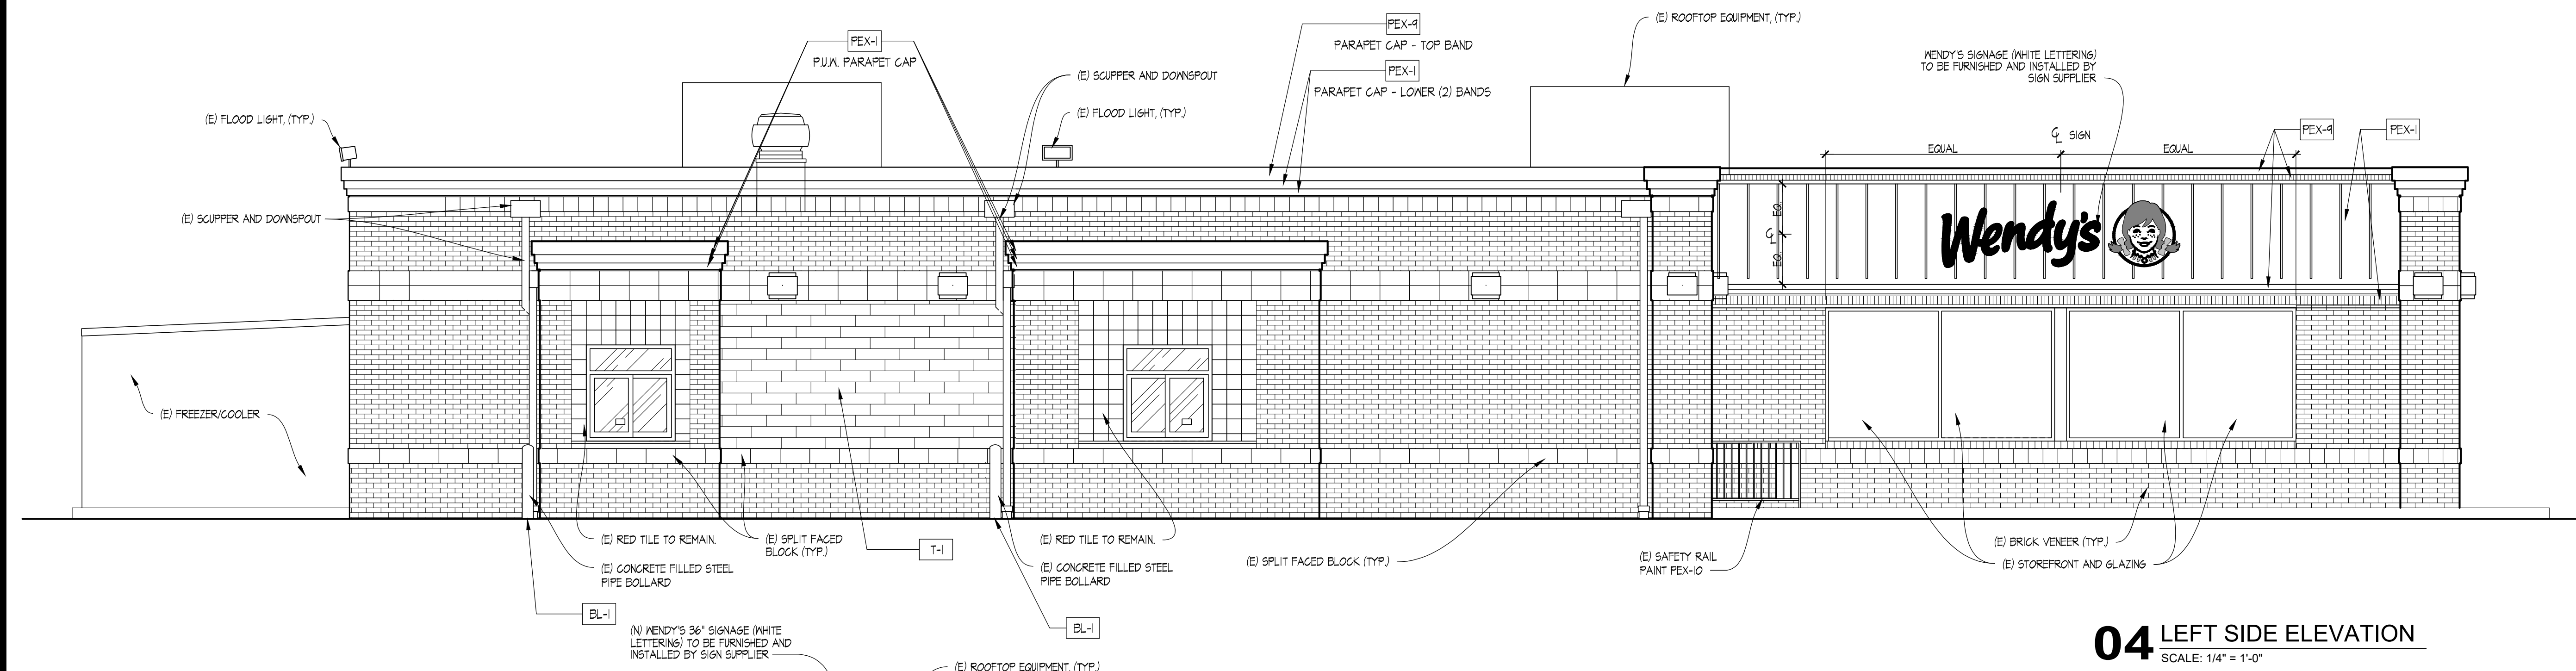 PEX-9
PARAPET CAP - TOP BAND
(E) ROOFTOP EQUIPMENT, (TYP.)
PEX-1
P.U.W. PARAPET CAP
PEX-1
PARAPET CAP - LOWER (2) BANDS
(E) SCUPPER AND DOWNSPOUT
WENDY'S SIGNAGE (WHITE LETTERING)
TO BE FURNISHED AND INSTALLED BY
SIGN SUPPLIER
(E) FLOOD LIGHT, (TYP.)
(E) FLOOD LIGHT, (TYP.)
CL SIGN
PEX-9
PEX-1
EQUAL
EQUAL
(E) SCUPPER AND DOWNSPOUT
EQ.
CL
EQ.
Wendy's
(E) FREEZER/COOLER
(E) RED TILE TO REMAIN.
(E) SPLIT FACED
BLOCK (TYP.)
T-1
(E) RED TILE TO REMAIN.
(E) SPLIT FACED BLOCK (TYP.)
(E) SAFETY RAIL
PAINT PEX-10
(E) BRICK VENEER (TYP.)
(E) STOREFRONT AND GLAZING
(E) CONCRETE FILLED STEEL
PIPE BOLLARD
(E) CONCRETE FILLED STEEL
PIPE BOLLARD
BL-1
BL-1
(N) WENDY'S 36" SIGNAGE (WHITE
LETTERING) TO BE FURNISHED AND
INSTALLED BY SIGN SUPPLIER
(E) ROOFTOP EQUIPMENT, (TYP.)
04 LEFT SIDE ELEVATION
SCALE: 1/4" = 1'-0"